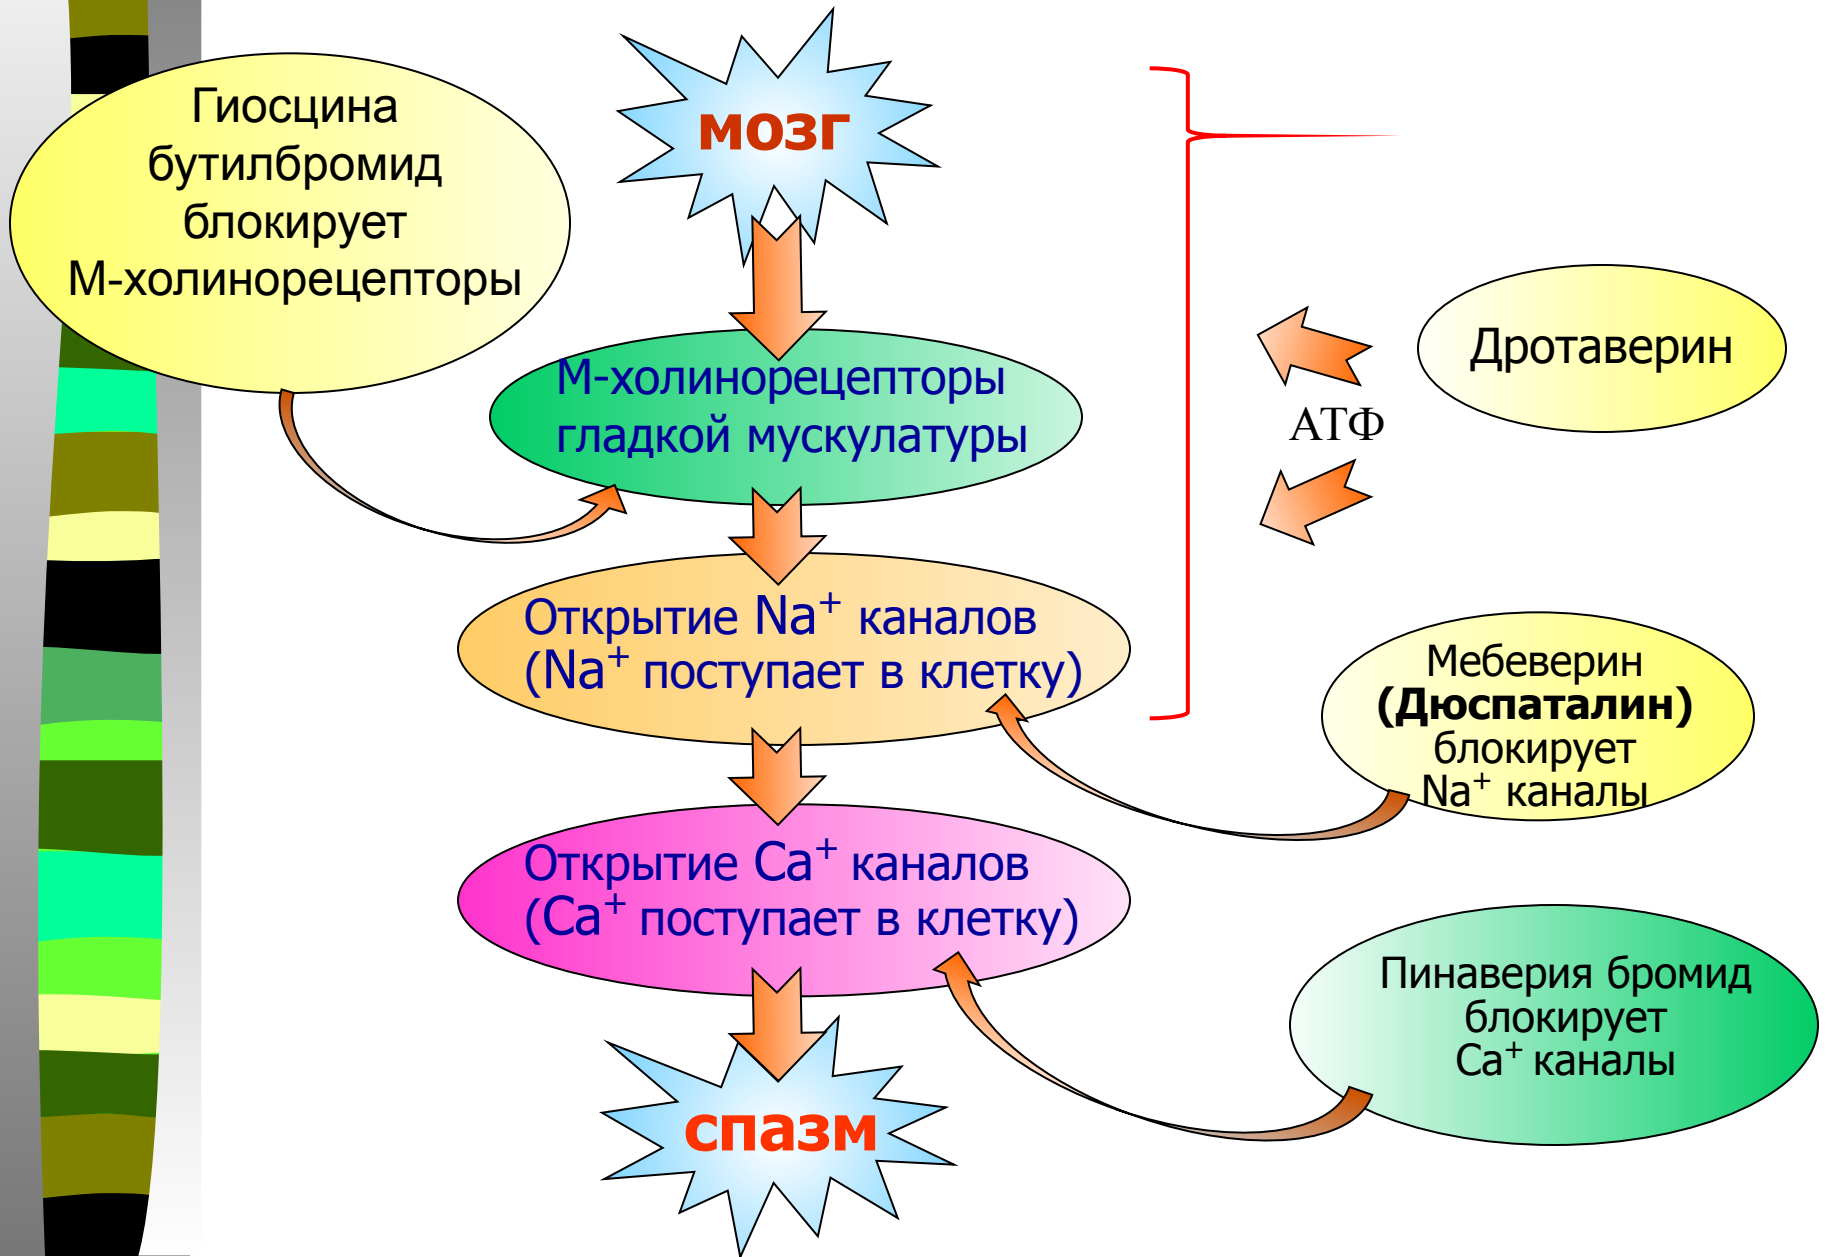 Гиосцина
бутилбромид
блокирует
М-холинорецепторы
мозг
М-холинорецепторы
гладкой мускулатуры
Дротаверин
АТФ
Открытие Na⁺ каналов
(Na⁺ поступает в клетку)
Мебеверин
(Дюспаталин)
блокирует
Na⁺ каналы
Открытие Ca⁺ каналов
(Ca⁺ поступает в клетку)
Пинаверия бромид
блокирует
Ca⁺ каналы
спазм